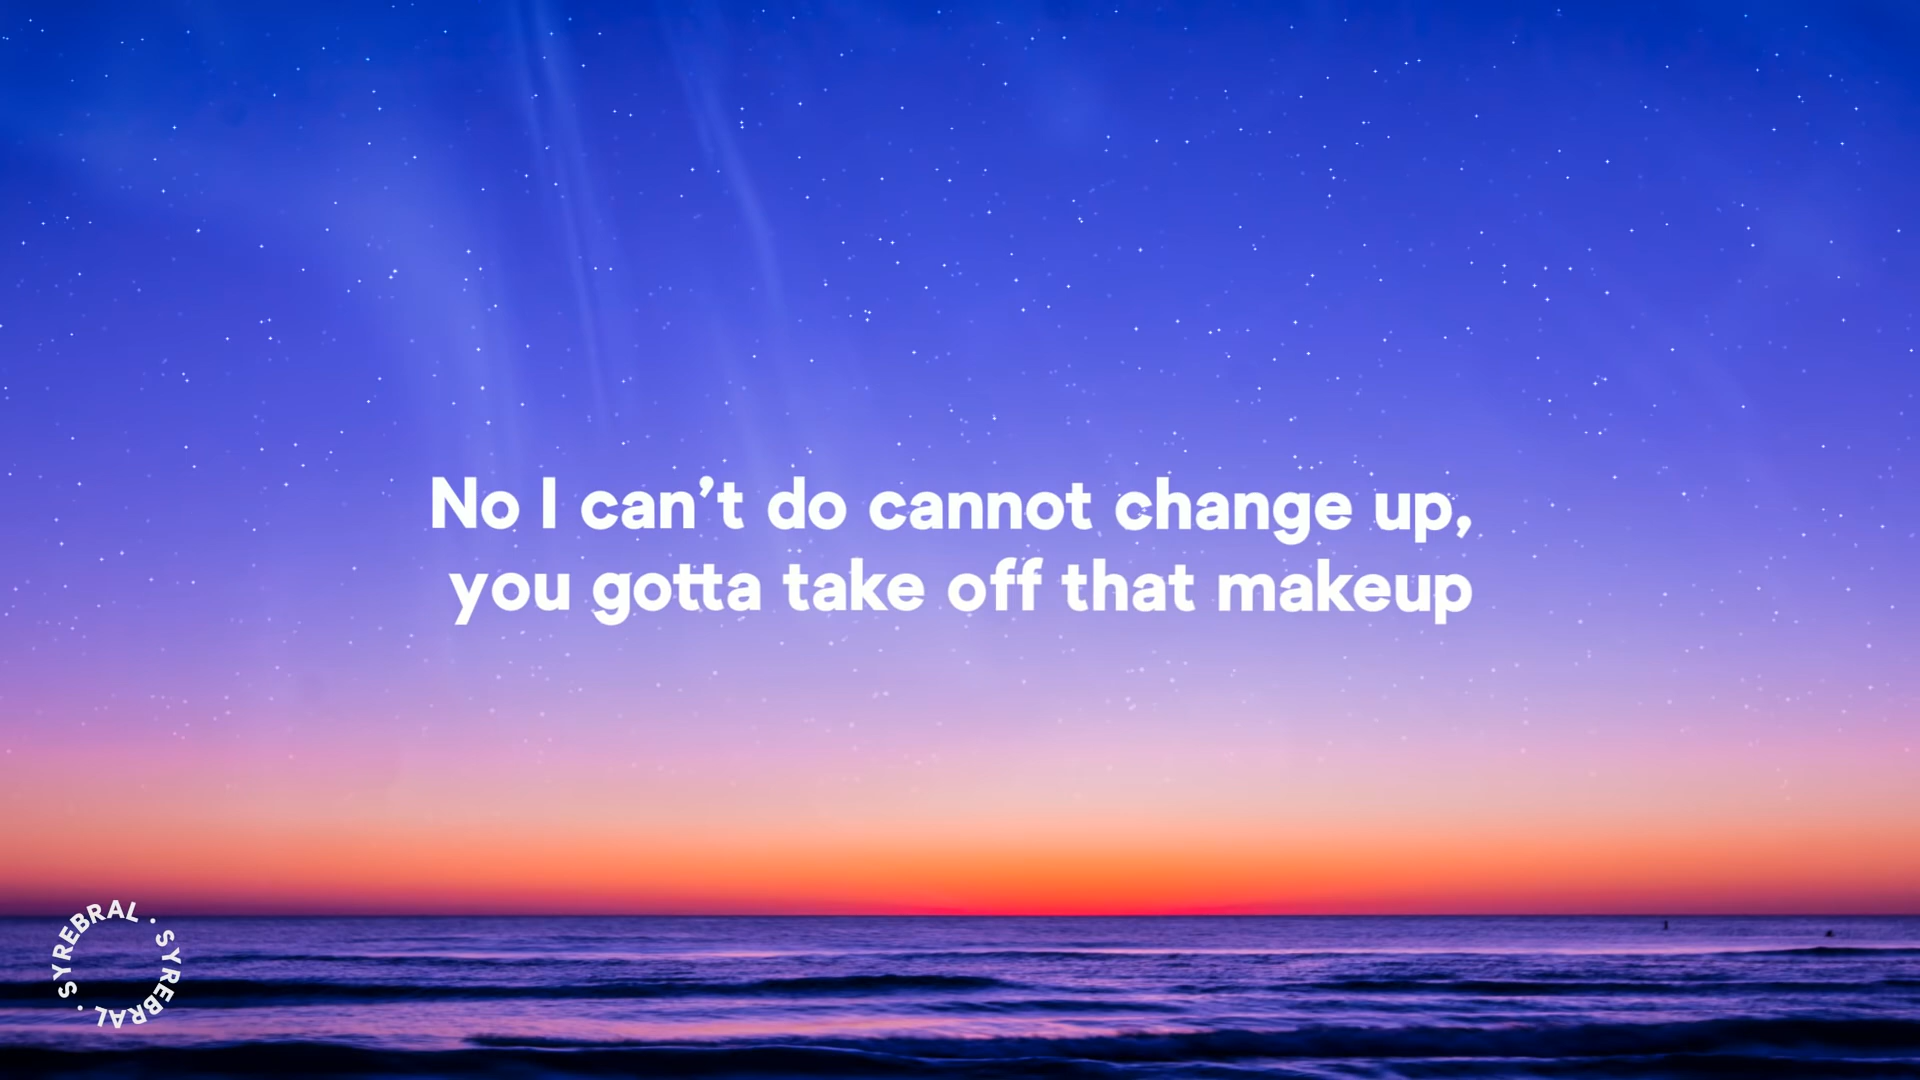 No I can’t do cannot change up,
you gotta take off that makeup
SYREBRAL · SYREBRAL ·